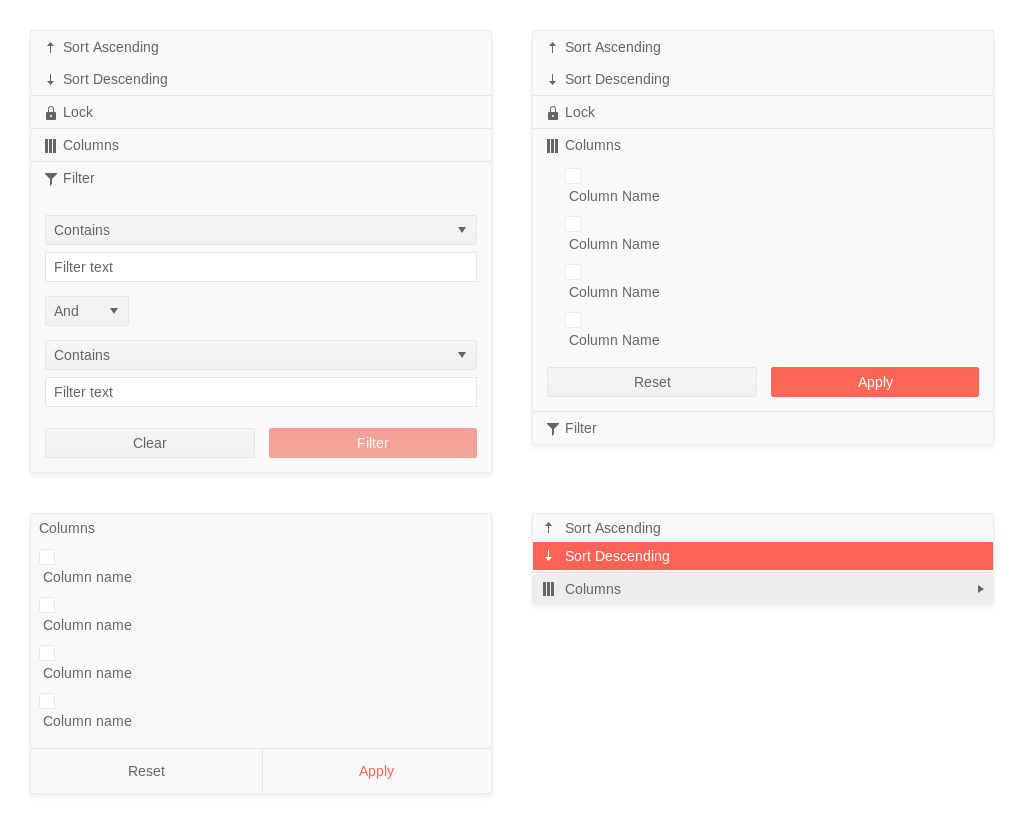 Sort Ascending
Sort Descending
Lock
Columns
Filter
Contains
Filter text
And
Contains
Filter text
Clear
Filter
Sort Ascending
Sort Descending
Lock
Columns
Column Name
Column Name
Column Name
Column Name
Reset
Apply
Filter
Columns
Column name
Column name
Column name
Column name
Reset
Apply
Sort Ascending
Sort Descending
Columns